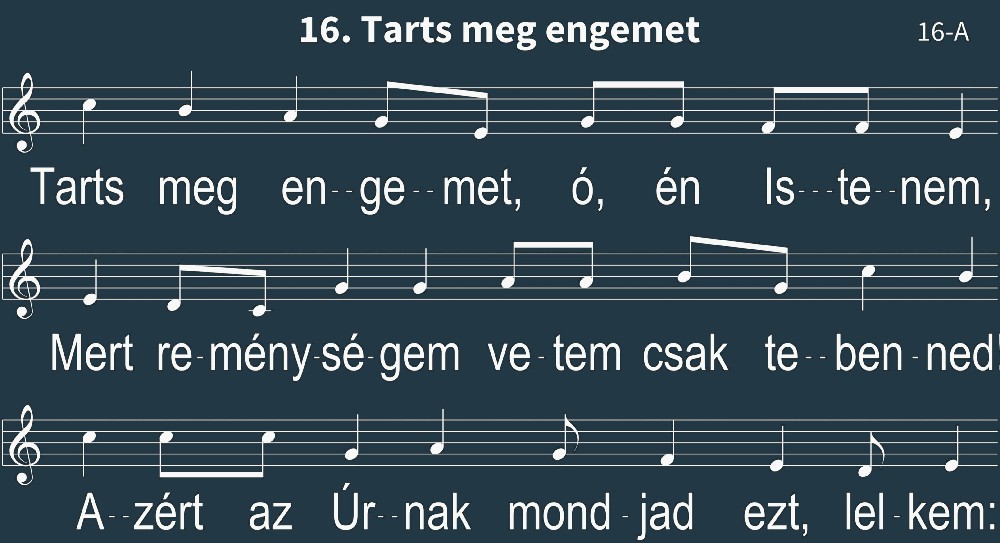 16. Tarts meg engemet
16-A
Tarts meg en--ge--met, ó, én Is---te--nem,
Mert re-mény-sé-gem ve-tem csak te--ben-ned!
A--zért az Úr--nak mond-jad ezt, lel-kem: